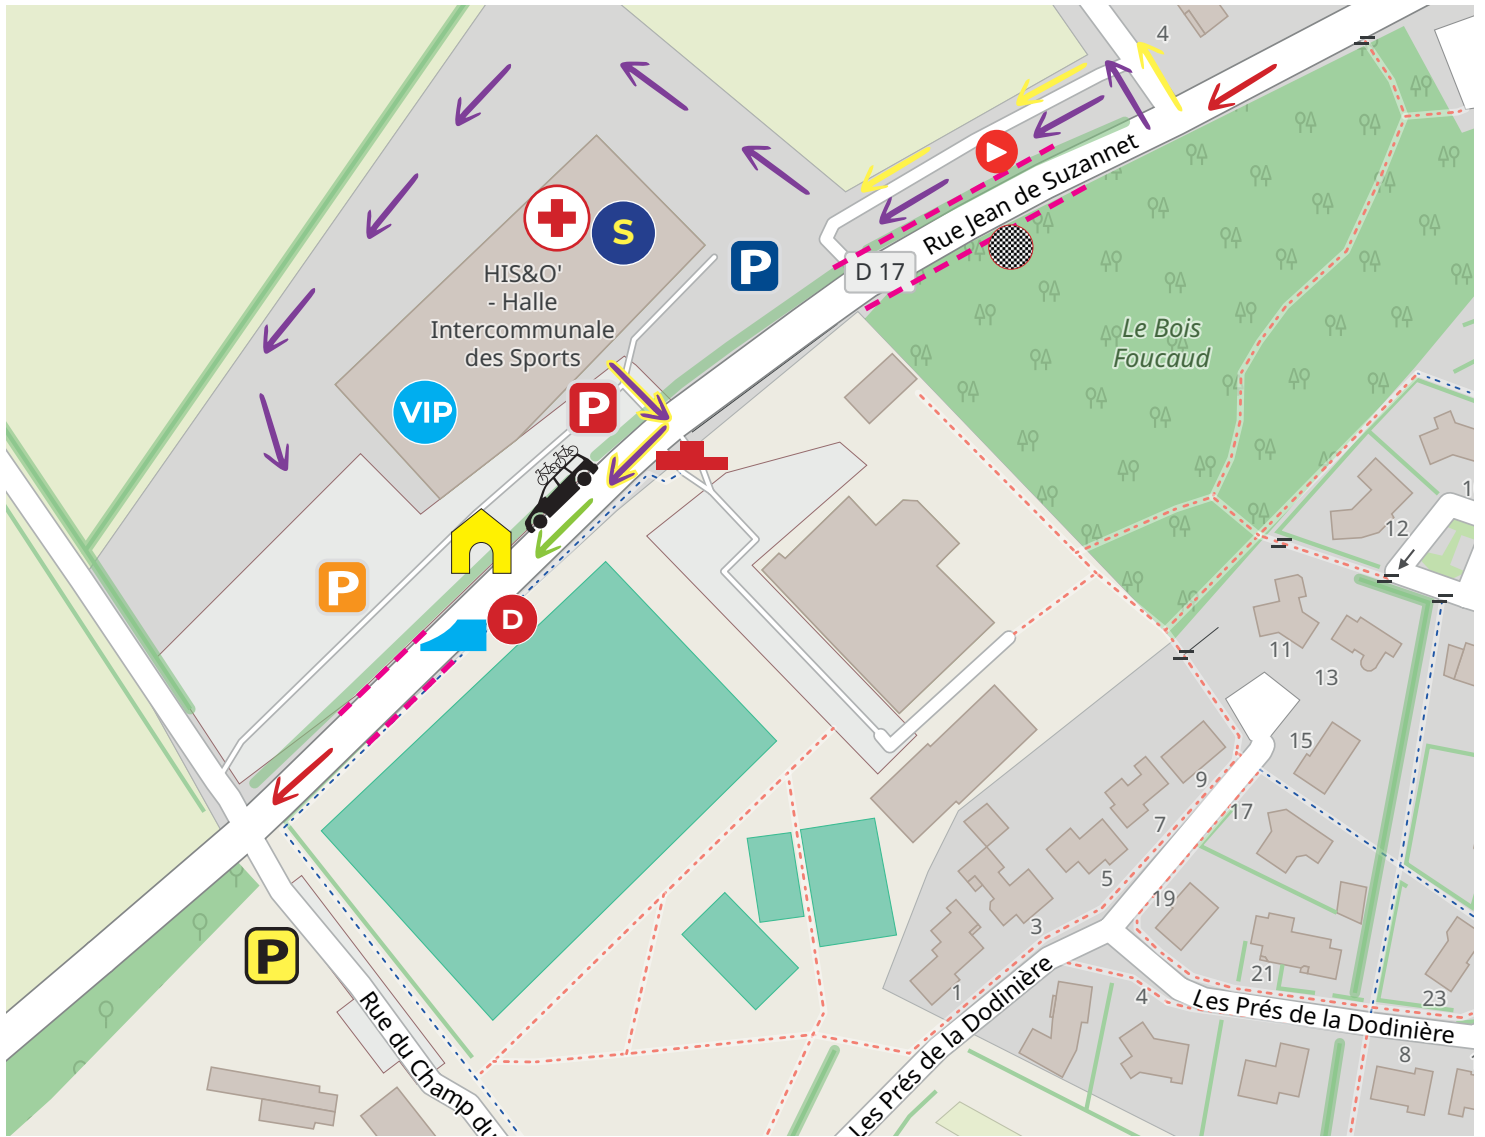 4
Rue Jean de Suzannet
D 17
S
P
HIS&O'
- Halle
Intercommunale
des Sports
Le Bois
Foucaud
VIP
P
P
D
12
1
11
13
15
9
17
7
5
19
3
1
21
4
23
8
P
Rue du Champ du
Les Prés de la Dodinière
Les Prés de la Dodinière